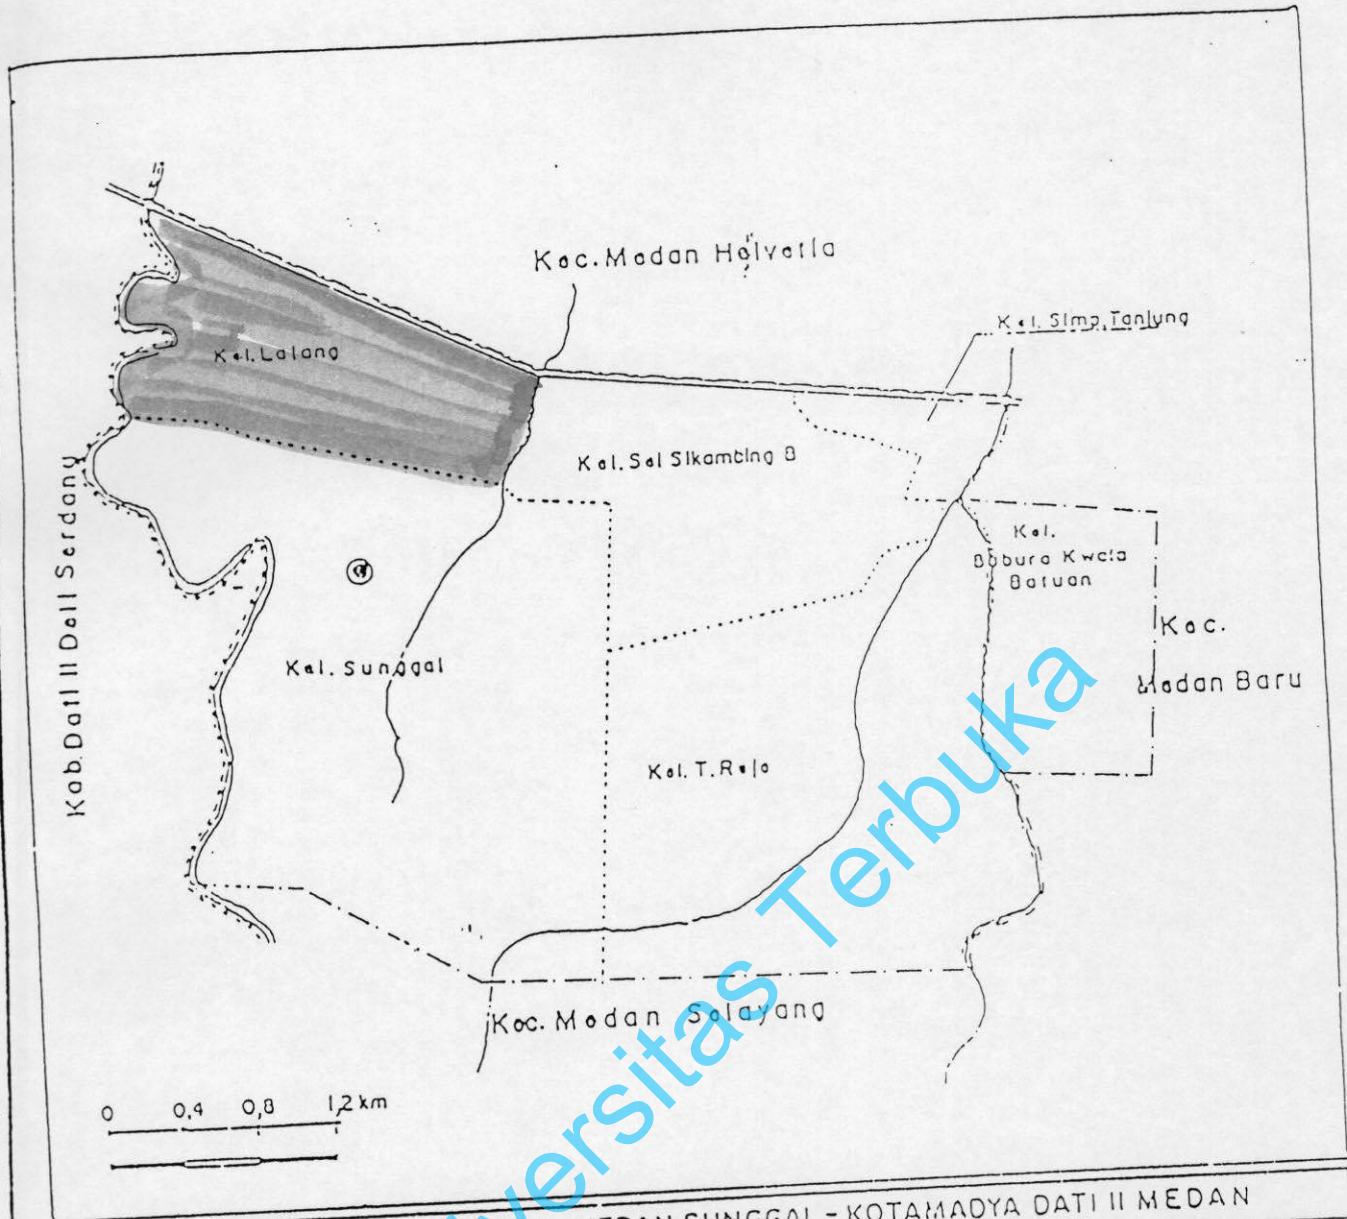 Kec. Medan Helvetia
Kel. Simp. Tanjung
Kel. Lalang
Kel. Sei Sikambing B
Kel.
Babura Kwala
Batuan
Kec.
Medan Baru
Kab. Dati II Deli Serdang
Kel. Sunggal
Kel. T. Rejo
Kec. Medan Selayang
0 0,4 0,8 1,2 km
SUNGGAL - KOTAMADYA DATI II MEDAN
Terbuka